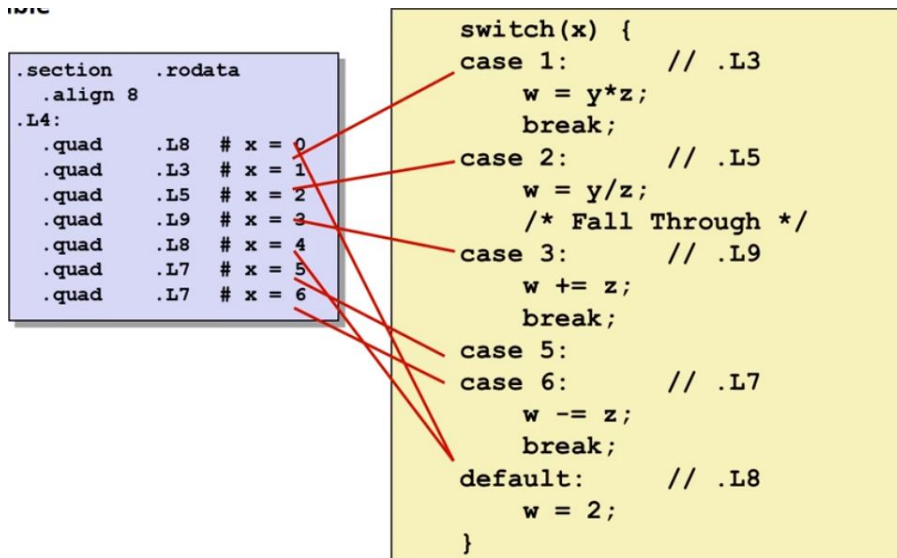 .section .rodata
.align 8
.L4:
.quad .L8 # x = 0
.quad .L3 # x = 1
.quad .L5 # x = 2
.quad .L9 # x = 3
.quad .L8 # x = 4
.quad .L7 # x = 5
.quad .L7 # x = 6
switch(x) {
case 1: // .L3
w = y*z;
break;
case 2: // .L5
w = y/z;
/* Fall Through */
case 3: // .L9
w += z;
break;
case 5:
case 6: // .L7
w -= z;
break;
default: // .L8
w = 2;
}